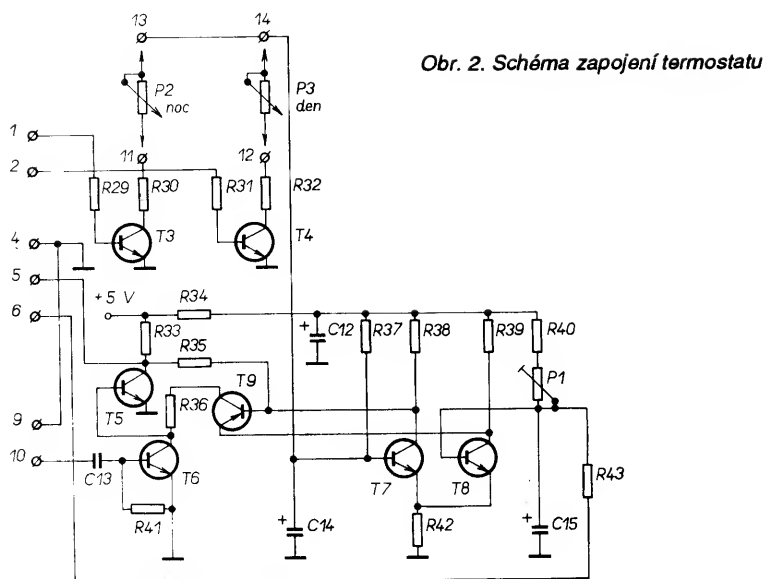 13 14
Obr. 2. Schéma zapojení termostatu
P2
noc
P3
den
1
2
11
12
R29 R30 R31 R32
T3 T4
4
5
6
+5 V R34
R33 + C12 R37 R38 R39 R40
R35
T9 P1
T5 R36
9
10
C13 T6 T7 T8 R43
R41 + C14 R42 + C15